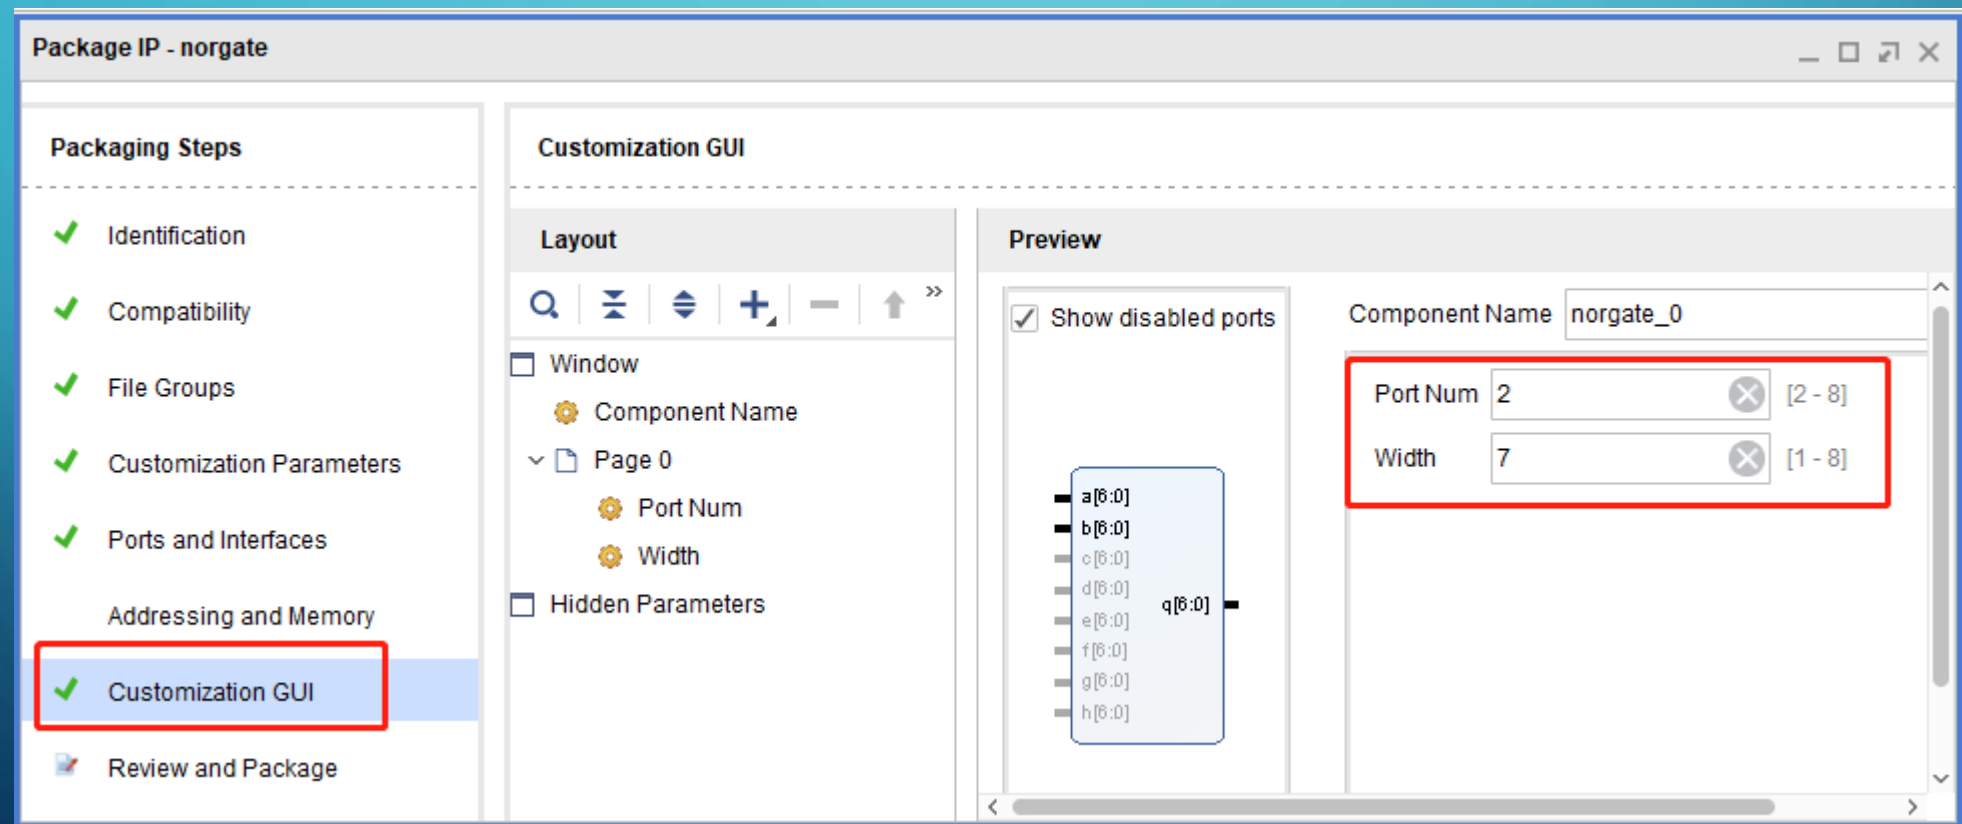 Package IP - norgate
Packaging Steps
Identification
Compatibility
File Groups
Customization Parameters
Ports and Interfaces
Addressing and Memory
Customization GUI
Review and Package
Customization GUI
Layout
Window
Component Name
Page 0
Port Num
Width
Hidden Parameters
Preview
Show disabled ports
a[6:0]
b[6:0]
c[6:0]
d[6:0]
e[6:0]
f[6:0]
g[6:0]
h[6:0]
q[6:0]
Component Name norgate_0
Port Num 2 [2 - 8]
Width 7 [1 - 8]